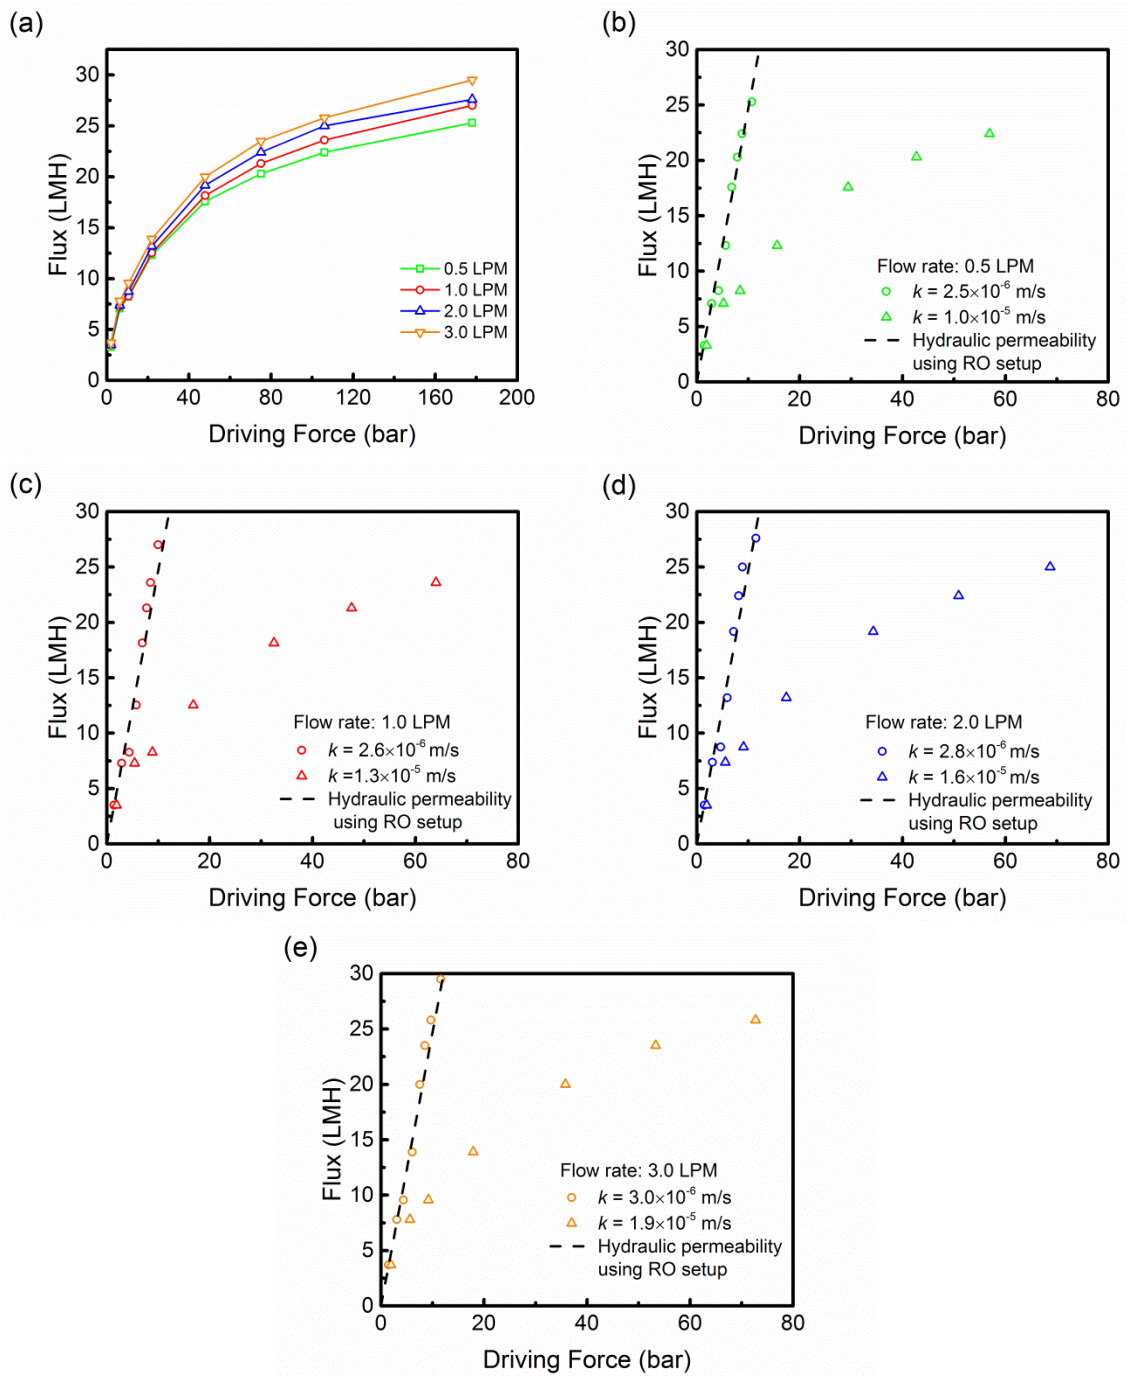 (a)
Flux (LMH)
30
25
20
15
10
5
0
0 40 80 120 160 200
Driving Force (bar)
0.5 LPM
1.0 LPM
2.0 LPM
3.0 LPM
(b)
Flux (LMH)
30
25
20
15
10
5
0
0 20 40 60 80
Driving Force (bar)
Flow rate: 0.5 LPM
k = 2.5×10⁻⁶ m/s
k = 1.0×10⁻⁵ m/s
Hydraulic permeability
using RO setup
(c)
Flux (LMH)
30
25
20
15
10
5
0
0 20 40 60 80
Driving Force (bar)
Flow rate: 1.0 LPM
k = 2.6×10⁻⁶ m/s
k =1.3×10⁻⁵ m/s
Hydraulic permeability
using RO setup
(d)
Flux (LMH)
30
25
20
15
10
5
0
0 20 40 60 80
Driving Force (bar)
Flow rate: 2.0 LPM
k = 2.8×10⁻⁶ m/s
k = 1.6×10⁻⁵ m/s
Hydraulic permeability
using RO setup
(e)
Flux (LMH)
30
25
20
15
10
5
0
0 20 40 60 80
Driving Force (bar)
Flow rate: 3.0 LPM
k = 3.0×10⁻⁶ m/s
k = 1.9×10⁻⁵ m/s
Hydraulic permeability
using RO setup